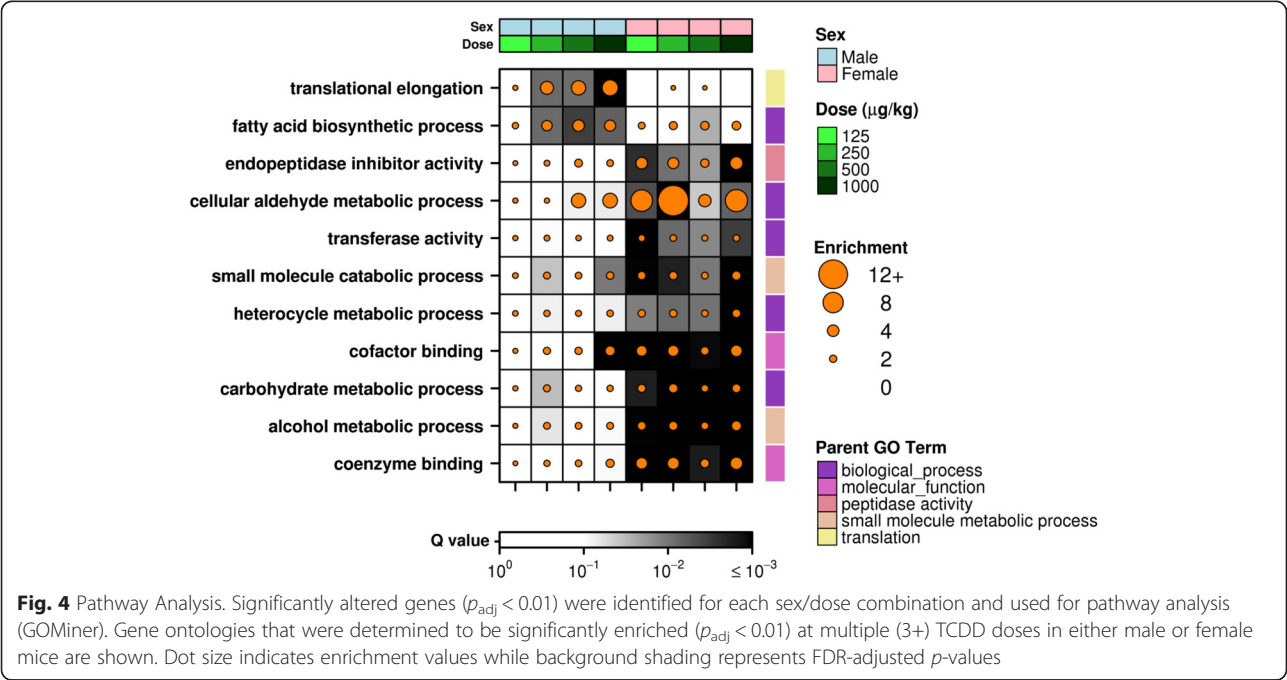 Sex
Dose
translational elongation
fatty acid biosynthetic process
endopeptidase inhibitor activity
cellular aldehyde metabolic process
transferase activity
small molecule catabolic process
heterocycle metabolic process
cofactor binding
carbohydrate metabolic process
alcohol metabolic process
coenzyme binding
Q value
10⁰ 10⁻¹ 10⁻² ≤ 10⁻³
Sex
Male
Female
Dose (μg/kg)
125
250
500
1000
Enrichment
12+
8
4
2
0
Parent GO Term
biological_process
molecular_function
peptidase activity
small molecule metabolic process
translation
Fig. 4 Pathway Analysis. Significantly altered genes (p_adj < 0.01) were identified for each sex/dose combination and used for pathway analysis
(GOMiner). Gene ontologies that were determined to be significantly enriched (p_adj < 0.01) at multiple (3+) TCDD doses in either male or female
mice are shown. Dot size indicates enrichment values while background shading represents FDR-adjusted p-values